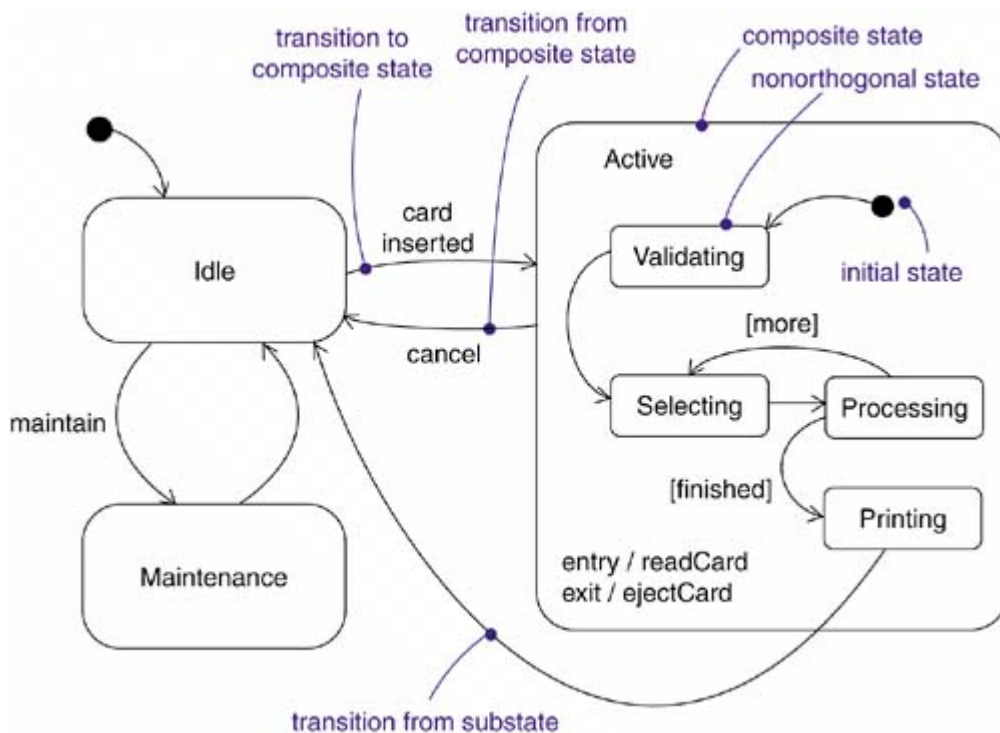 transition to
composite state
transition from
composite state
composite state
nonorthogonal state
Active
card
inserted
Validating
Idle
initial state
cancel
[more]
Selecting
Processing
maintain
[finished]
Printing
Maintenance
entry / readCard
exit / ejectCard
transition from substate